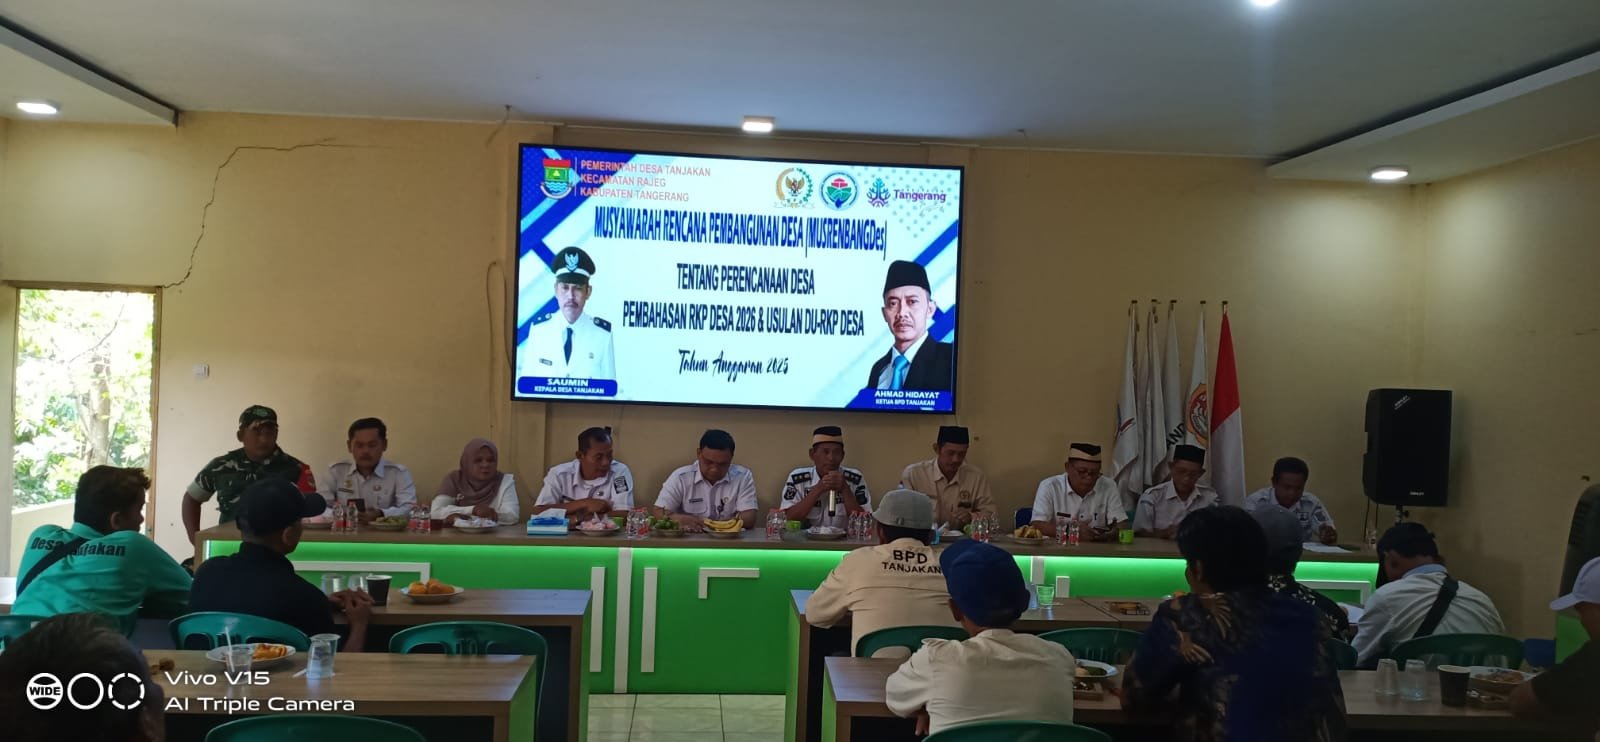 PEMERINTAH DESA TANJAKAN
KECAMATAN RAJEG
KABUPATEN TANGERANG
Tangerang
MUSYAWARAH RENCANA PEMBANGUNAN DESA (MUSRENBANGDes)
TENTANG PERENCANAAN DESA
PEMBAHASAN RKP DESA 2026 & USULAN DU-RKP DESA
Tahun Anggaran 2025
SAUMIN
KEPALA DESA TANJAKAN
AHMAD HIDAYAT
KETUA BPD TANJAKAN
BPD
TANJAKAN
WIDE
Vivo V15
AI Triple Camera